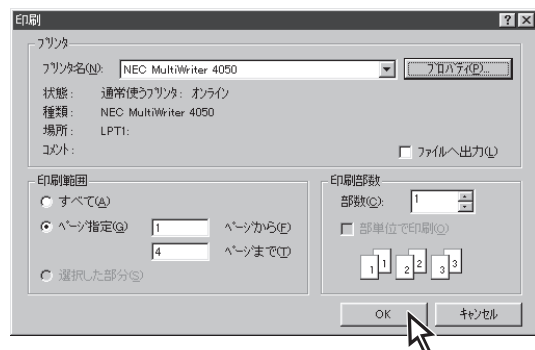 印刷
プリンタ
プリンタ名(N): NEC MultiWriter 4050 プロパティ(P)...
状態: 通常使うプリンタ: オンライン
種類: NEC MultiWriter 4050
場所: LPT1:
コメント: ファイルへ出力(L)
印刷範囲
すべて(A)
ページ指定(G) 1 ページから(F)
4 ページまで(T)
選択した部分(S)
印刷部数
部数(C): 1
部単位で印刷(O)
1 1 2 2 3 3
OK キャンセル